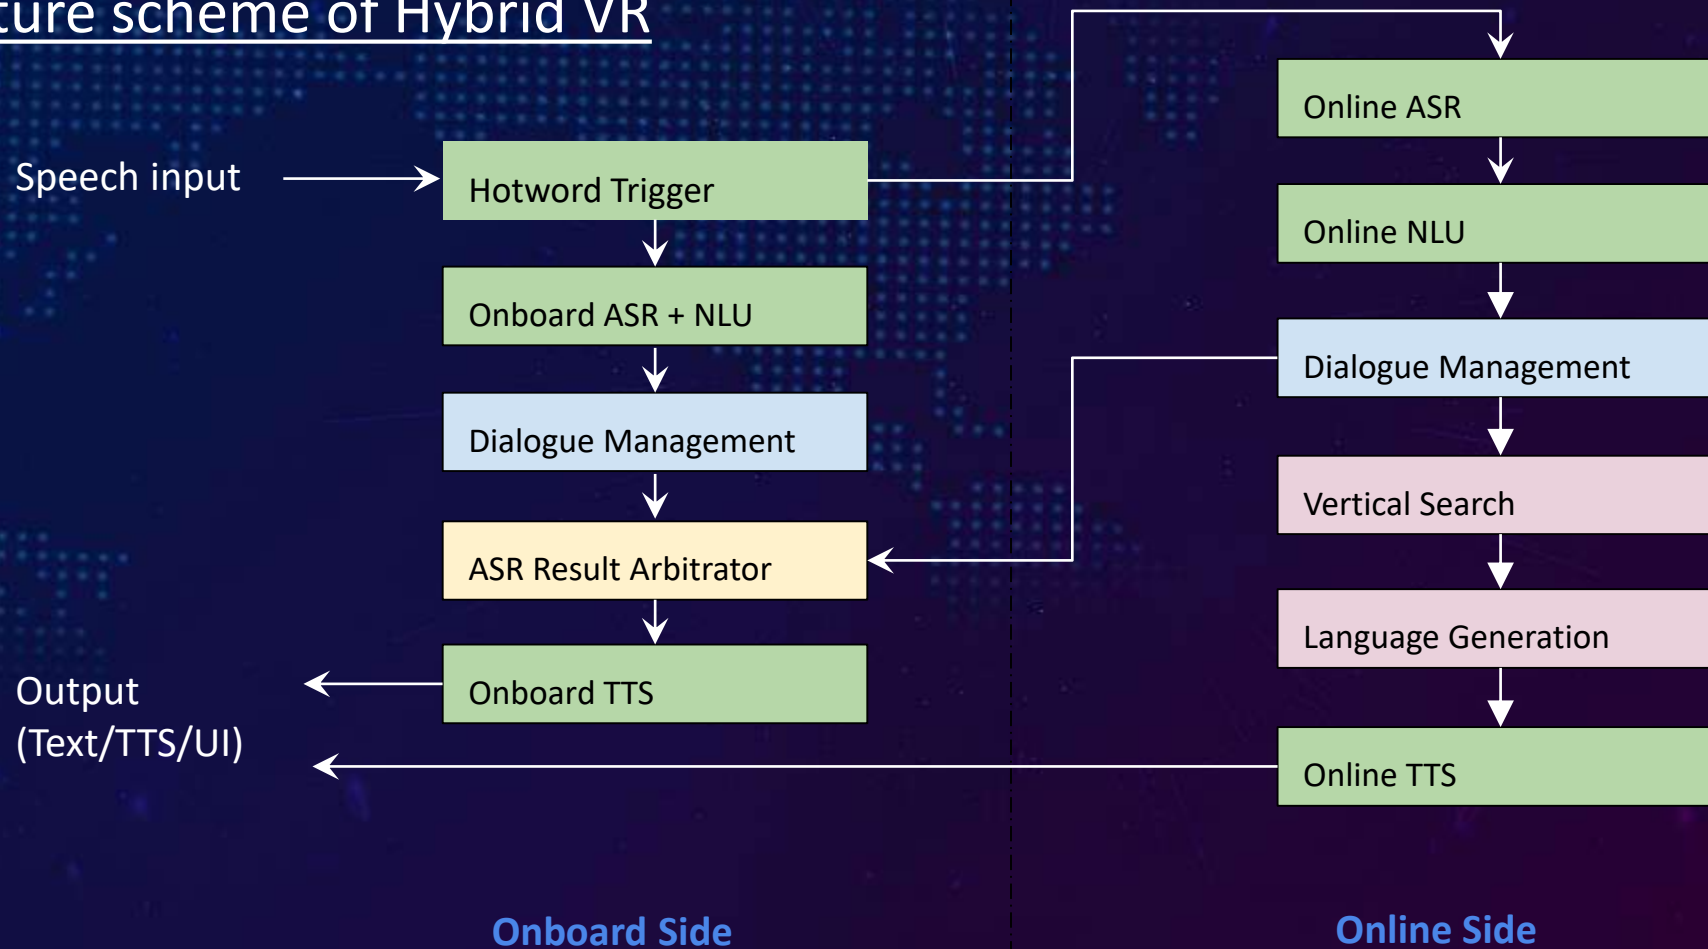 ture scheme of Hybrid VR
Speech input
Hotword Trigger
Onboard ASR + NLU
Dialogue Management
ASR Result Arbitrator
Onboard TTS
Output
(Text/TTS/UI)
Onboard Side
Online ASR
Online NLU
Dialogue Management
Vertical Search
Language Generation
Online TTS
Online Side